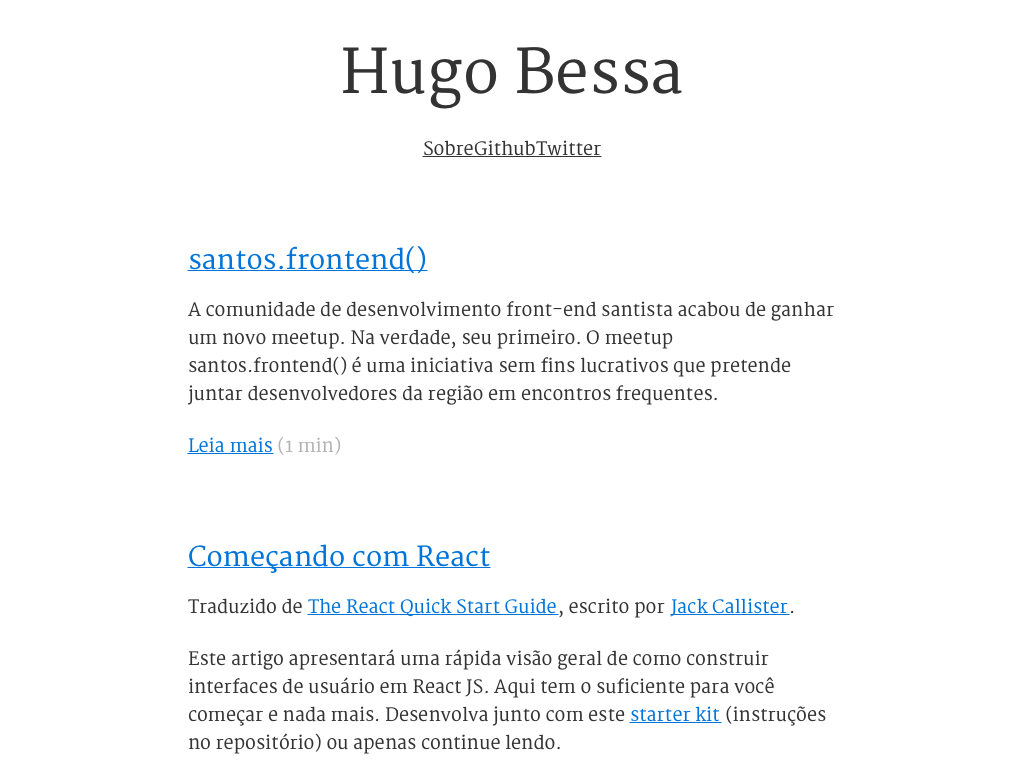 Hugo Bessa
SobreGithubTwitter
santos.frontend()
A comunidade de desenvolvimento front-end santista acabou de ganhar
um novo meetup. Na verdade, seu primeiro. O meetup
santos.frontend() é uma iniciativa sem fins lucrativos que pretende
juntar desenvolvedores da região em encontros frequentes.
Leia mais (1 min)
Começando com React
Traduzido de The React Quick Start Guide, escrito por Jack Callister.
Este artigo apresentará uma rápida visão geral de como construir
interfaces de usuário em React JS. Aqui tem o suficiente para você
começar e nada mais. Desenvolva junto com este starter kit (instruções
no repositório) ou apenas continue lendo.